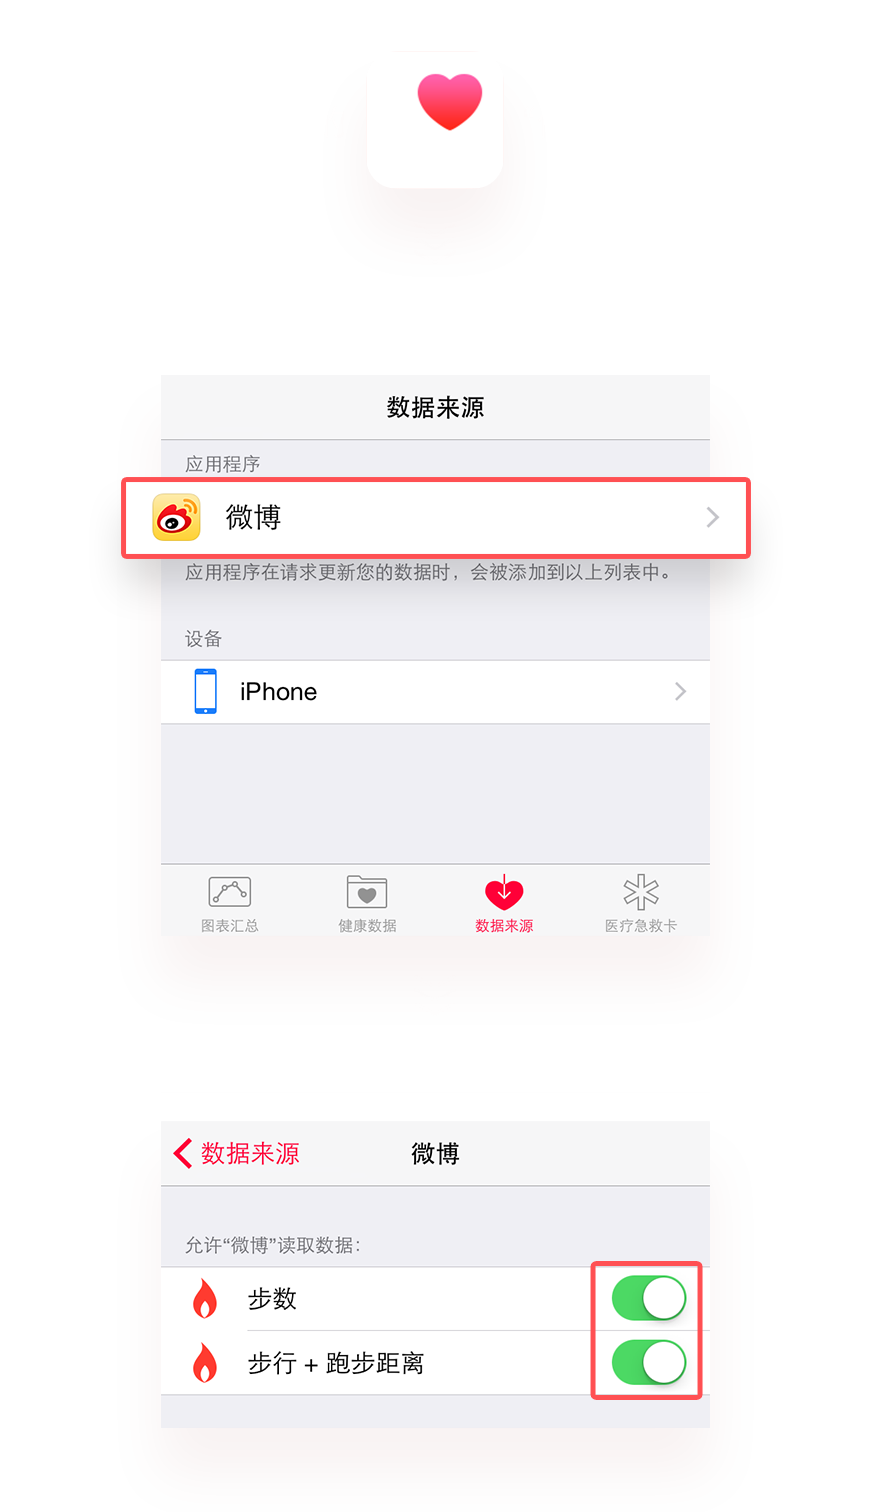 数据来源
应用程序
微博
应用程序在请求更新您的数据时，会被添加到以上列表中。
设备
iPhone
图表汇总
健康数据
数据来源
医疗急救卡
数据来源
微博
允许“微博”读取数据：
步数
步行 + 跑步距离